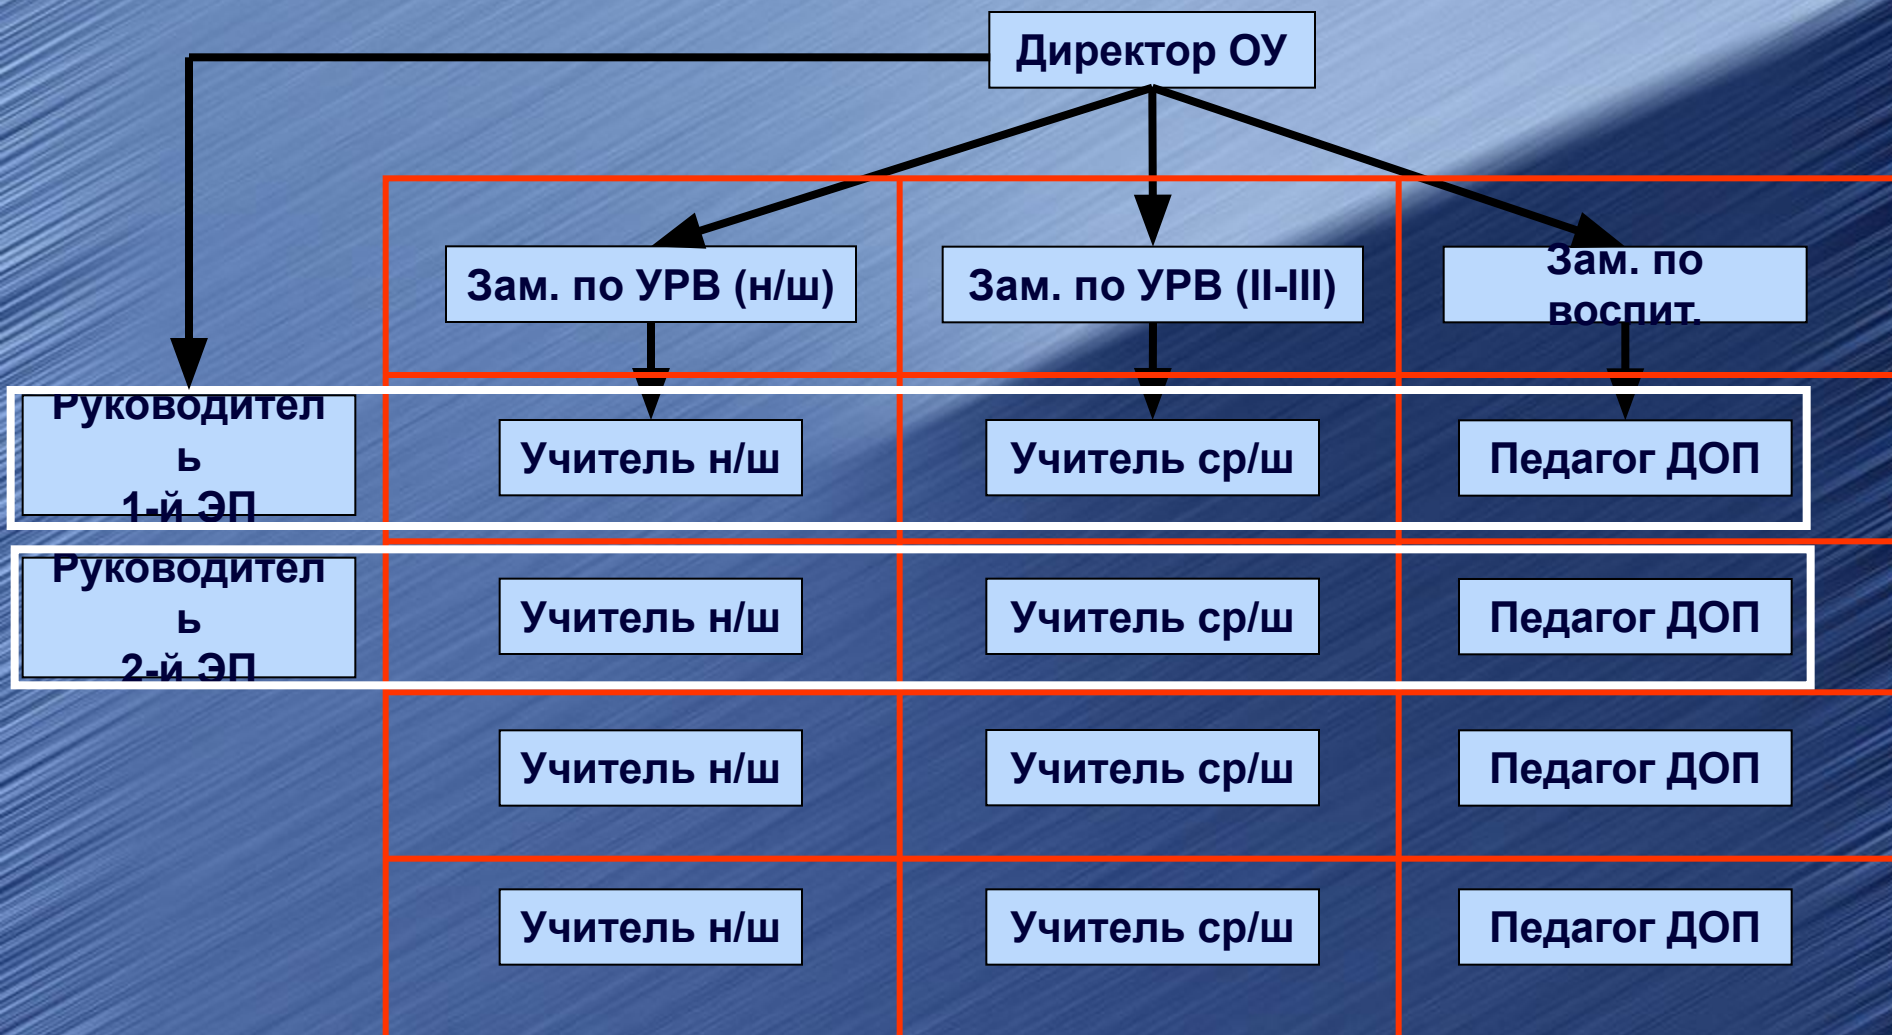 Директор ОУ
Зам. по УРВ (н/ш)
Зам. по УРВ (II-III)
Зам. по
воспит.
Руководител
ь
1-й ЭП
Учитель н/ш
Учитель ср/ш
Педагог ДОП
Руководител
ь
2-й ЭП
Учитель н/ш
Учитель ср/ш
Педагог ДОП
Учитель н/ш
Учитель ср/ш
Педагог ДОП
Учитель н/ш
Учитель ср/ш
Педагог ДОП